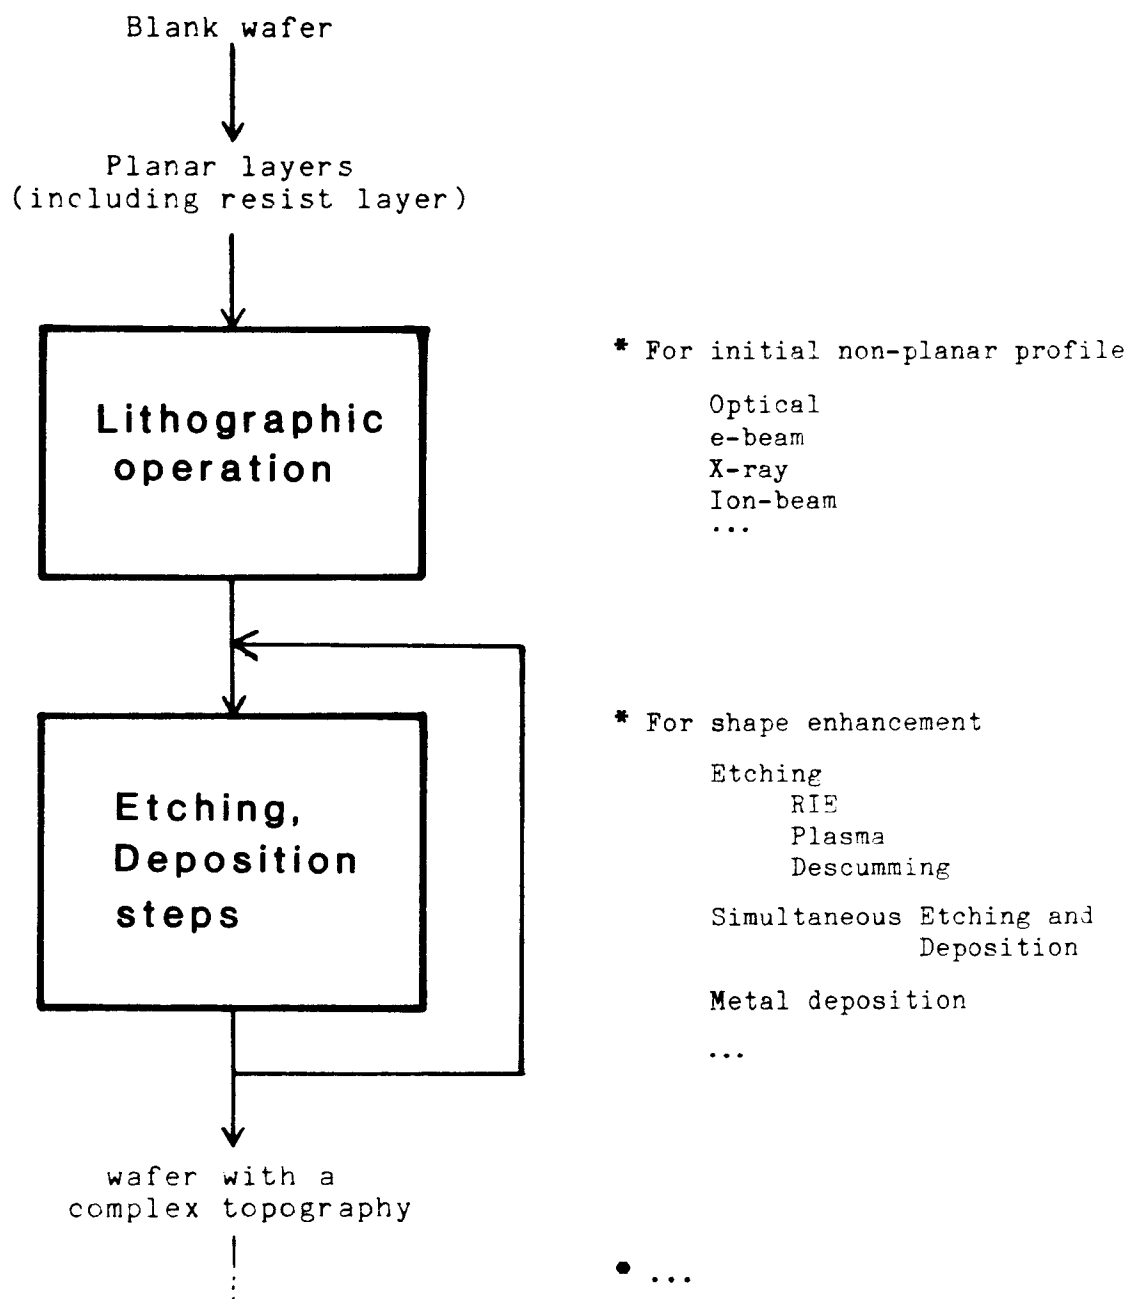 Blank wafer
Planar layers
(including resist layer)
Lithographic
operation
* For initial non-planar profile
Optical
e-beam
X-ray
Ion-beam
...
Etching,
Deposition
steps
* For shape enhancement
Etching
RIE
Plasma
Descumming
Simultaneous Etching and
Deposition
Metal deposition
...
wafer with a
complex topography
• ...